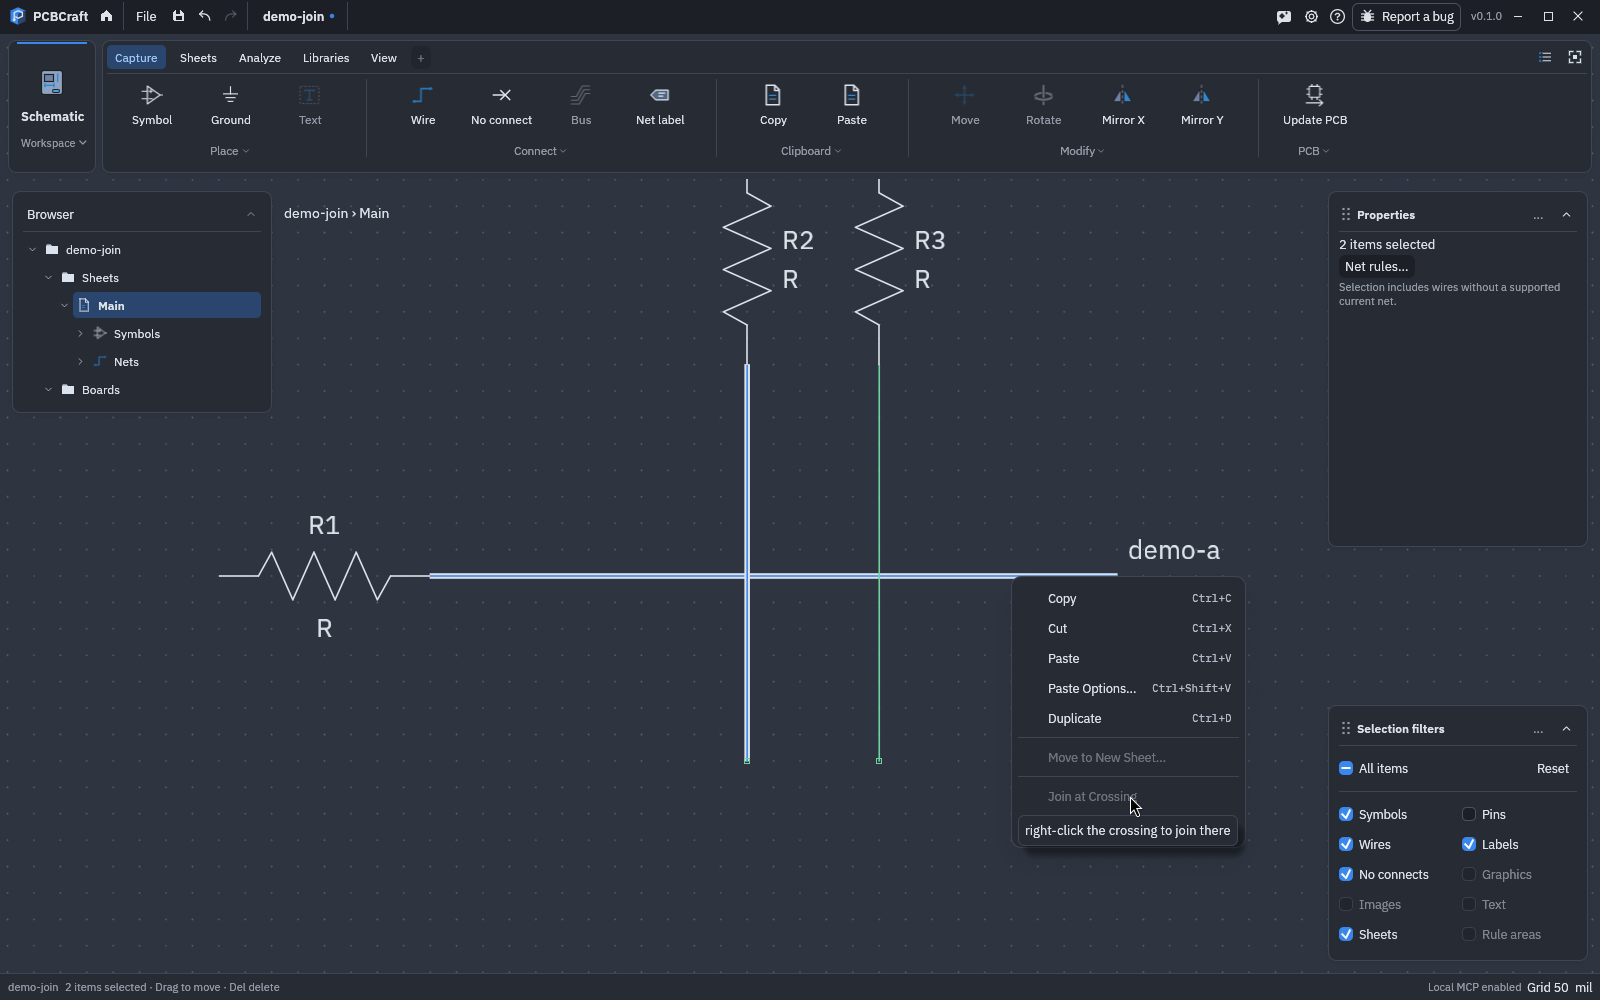 PCBCraft
File
demo-join
Report a bug
v0.1.0
Schematic
Workspace
Capture
Sheets
Analyze
Libraries
View
+
Symbol
Ground
Text
Place
Wire
No connect
Bus
Net label
Connect
Copy
Paste
Clipboard
Move
Rotate
Mirror X
Mirror Y
Modify
Update PCB
PCB
Browser
demo-join
Sheets
Main
Symbols
Nets
Boards
demo-join › Main
R2
R
R3
R
R1
R
demo-a
Copy Ctrl+C
Cut Ctrl+X
Paste Ctrl+V
Paste Options... Ctrl+Shift+V
Duplicate Ctrl+D
Move to New Sheet...
Join at Crossing
right-click the crossing to join there
Properties
...
2 items selected
Net rules...
Selection includes wires without a supported
current net.
Selection filters
...
All items
Reset
Symbols
Pins
Wires
Labels
No connects
Graphics
Images
Text
Sheets
Rule areas
demo-join 2 items selected · Drag to move · Del delete
Local MCP enabled Grid 50 mil